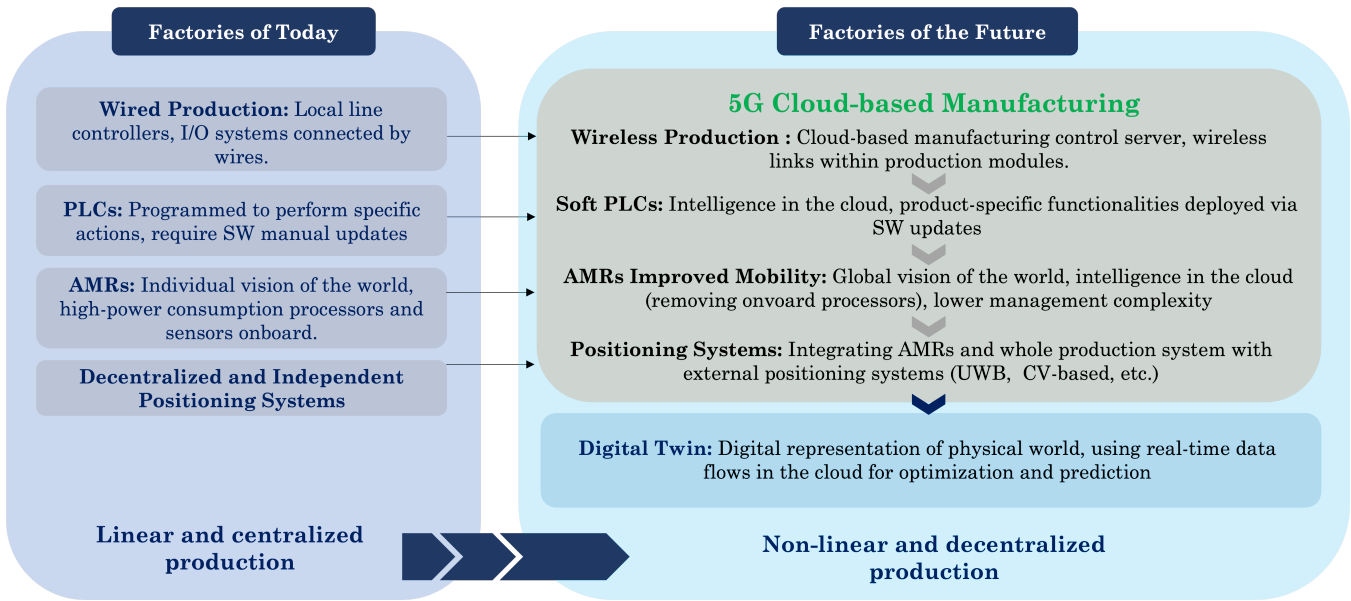 Factories of Today
Wired Production: Local line
controllers, I/O systems connected by
wires.
PLCs: Programmed to perform specific
actions, require SW manual updates
AMRs: Individual vision of the world,
high-power consumption processors and
sensors onboard.
Decentralized and Independent
Positioning Systems
Linear and centralized
production
Factories of the Future
5G Cloud-based Manufacturing
Wireless Production : Cloud-based manufacturing control server, wireless
links within production modules.
Soft PLCs: Intelligence in the cloud, product-specific functionalities deployed via
SW updates
AMRs Improved Mobility: Global vision of the world, intelligence in the cloud
(removing onvoard processors), lower management complexity
Positioning Systems: Integrating AMRs and whole production system with
external positioning systems (UWB, CV-based, etc.)
Digital Twin: Digital representation of physical world, using real-time data
flows in the cloud for optimization and prediction
Non-linear and decentralized
production